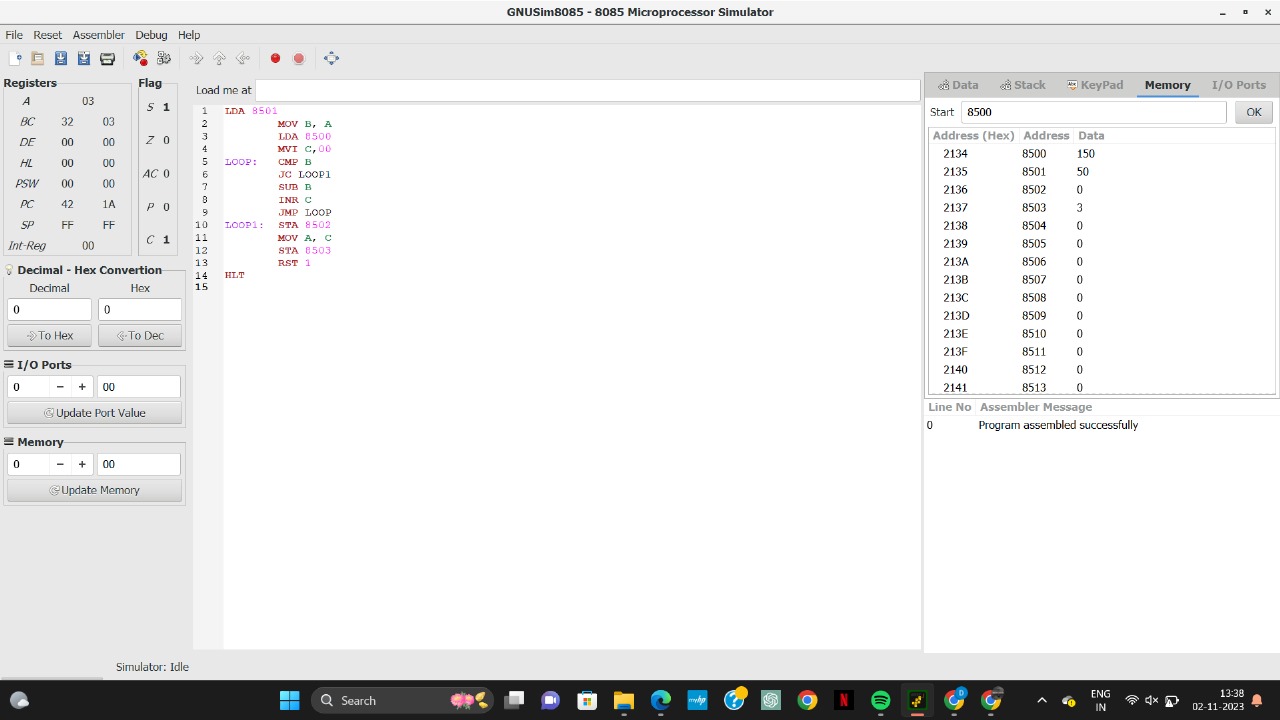 GNUSim8085 - 8085 Microprocessor Simulator
File Reset Assembler Debug Help
Registers
A 03
BC 32 03
DE 00 00
HL 00 00
PSW 00 00
PC 42 1A
SP FF FF
Int-Reg 00
Flag
S 1
Z 0
AC 0
P 0
C 1
Decimal - Hex Convertion
Decimal Hex
0 0
To Hex To Dec
I/O Ports
0 − + 00
Update Port Value
Memory
0 − + 00
Update Memory
Load me at
1 LDA 8501
2 MOV B, A
3 LDA 8500
4 MVI C,00
5 LOOP: CMP B
6 JC LOOP1
7 SUB B
8 INR C
9 JMP LOOP
10 LOOP1: STA 8502
11 MOV A, C
12 STA 8503
13 RST 1
14 HLT
15
Data Stack KeyPad Memory I/O Ports
Start 8500 OK
Address (Hex) Address Data
2134 8500 150
2135 8501 50
2136 8502 0
2137 8503 3
2138 8504 0
2139 8505 0
213A 8506 0
213B 8507 0
213C 8508 0
213D 8509 0
213E 8510 0
213F 8511 0
2140 8512 0
2141 8513 0
Line No Assembler Message
0 Program assembled successfully
Simulator: Idle
Search
ENG
IN
13:38
02-11-2023